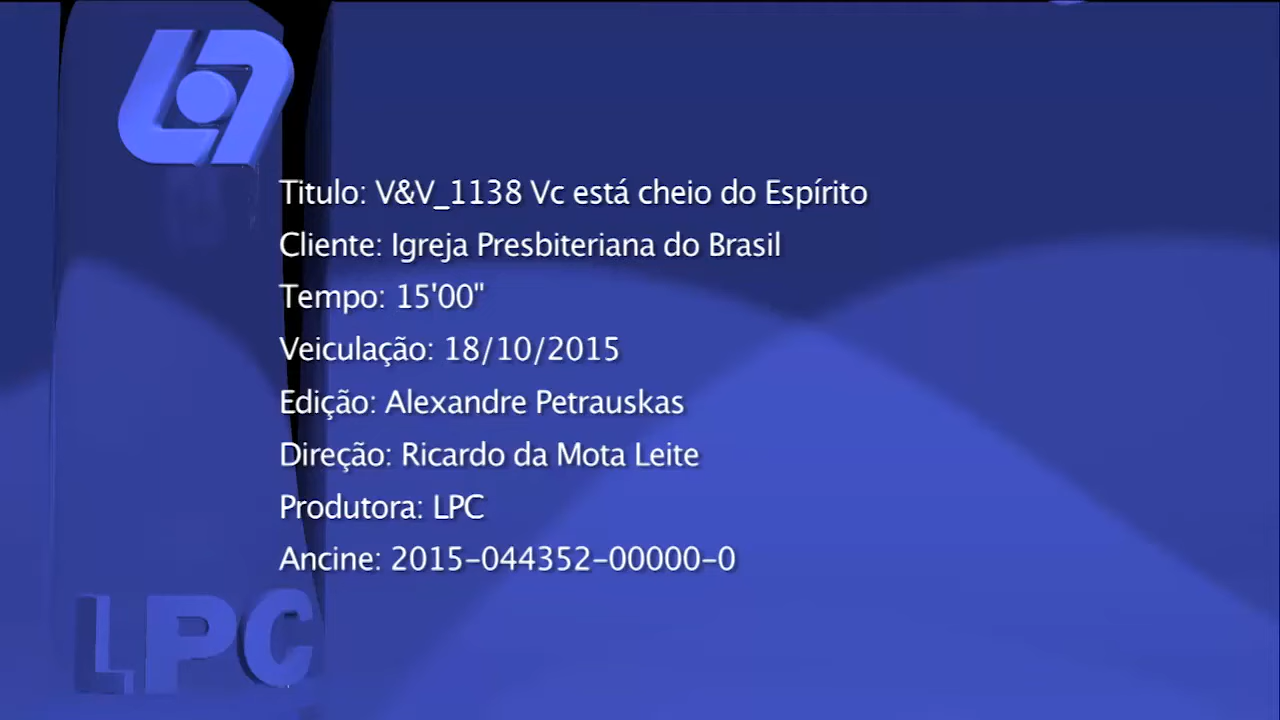 Titulo: V&V_1138 Vc está cheio do Espírito
Cliente: Igreja Presbiteriana do Brasil
Tempo: 15'00"
Veiculação: 18/10/2015
Edição: Alexandre Petrauskas
Direção: Ricardo da Mota Leite
Produtora: LPC
Ancine: 2015-044352-00000-0
LPC